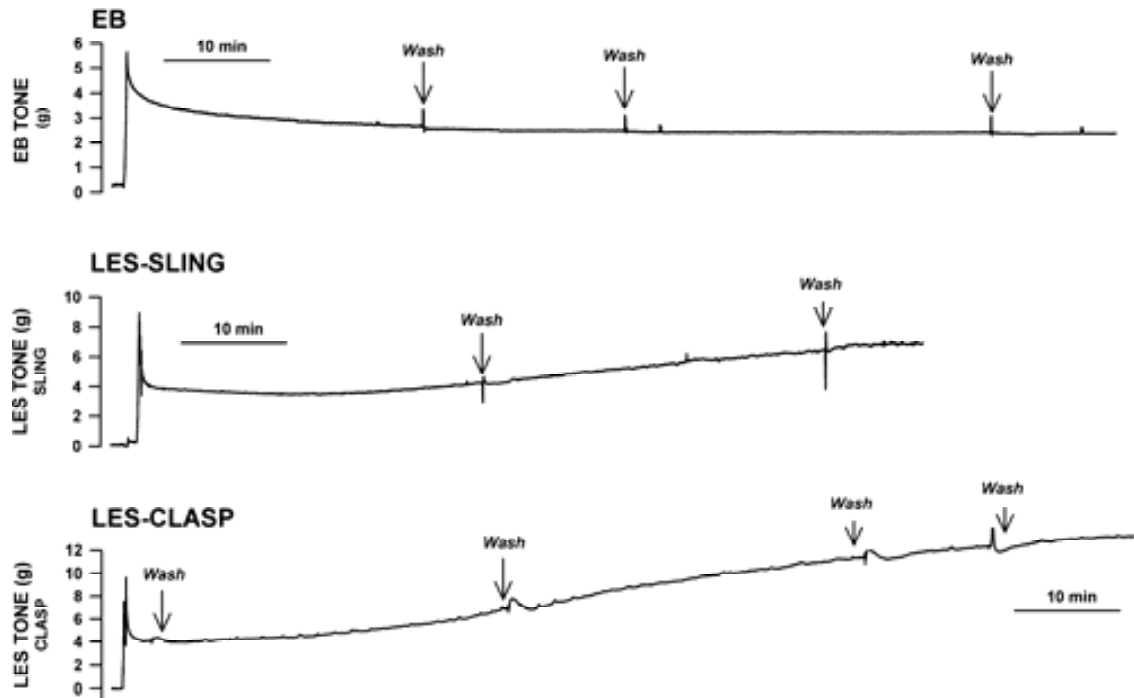 EB
6
5
4
3
2
1
0
EB TONE
(g)
10 min
Wash
Wash
Wash
LES-SLING
10
8
6
4
2
0
LES TONE (g)
SLING
10 min
Wash
Wash
LES-CLASP
12
10
8
6
4
2
0
LES TONE (g)
CLASP
Wash
Wash
Wash
Wash
10 min